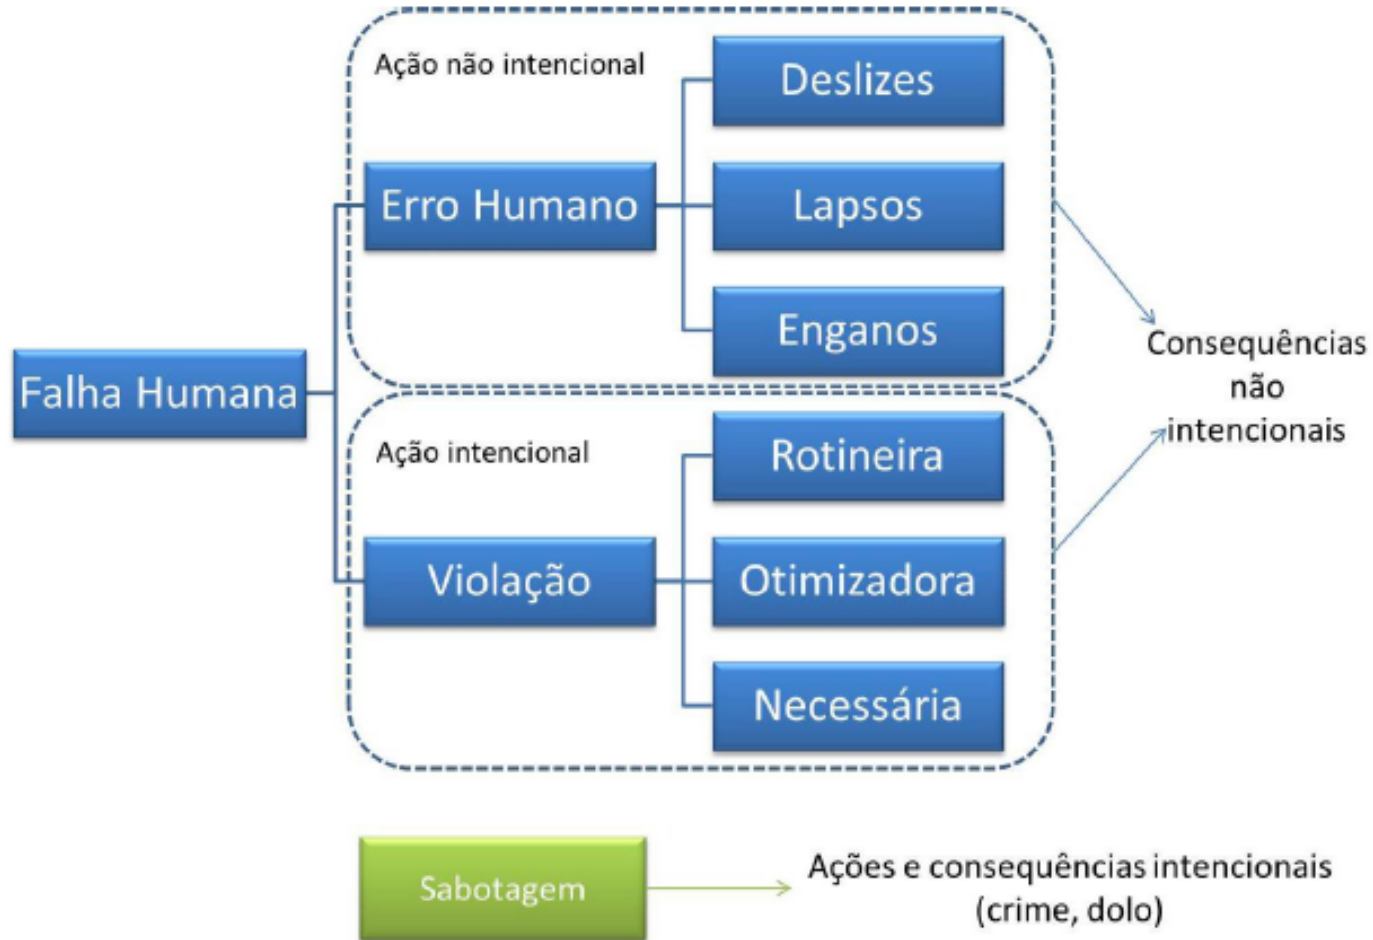 Ação não intencional
Deslizes
Erro Humano
Lapsos
Enganos
Falha Humana
Consequências
não
intencionais
Ação intencional
Rotineira
Violação
Otimizadora
Necessária
Sabotagem
Ações e consequências intencionais
(crime, dolo)